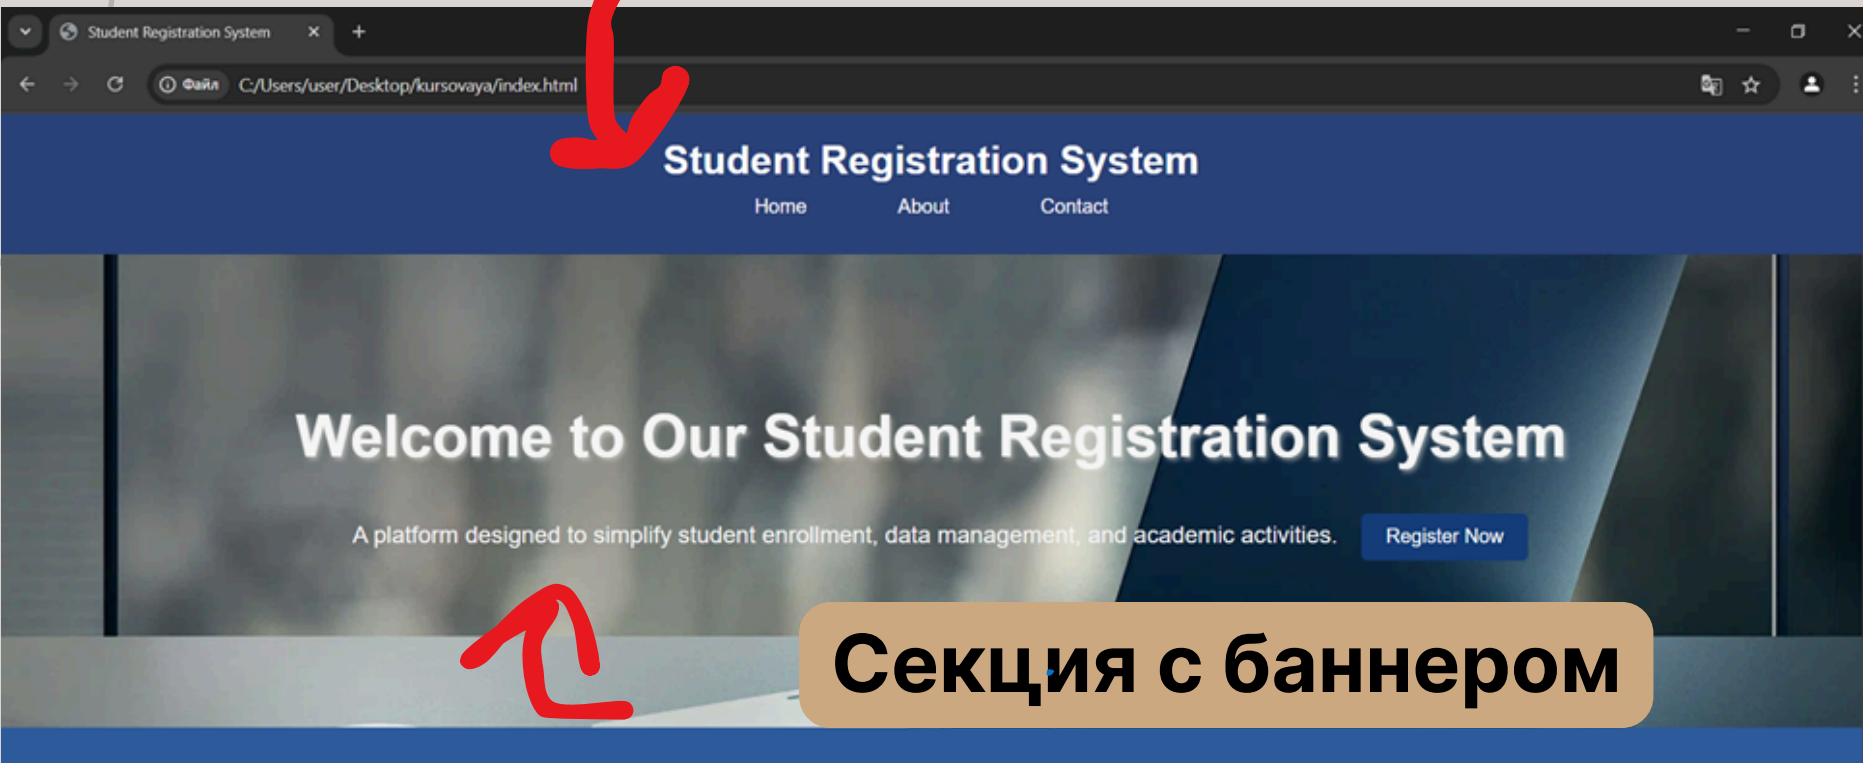 Student Registration System
Файл C:/Users/user/Desktop/kursovaya/index.html
Student Registration System
Home About Contact
Welcome to Our Student Registration System
A platform designed to simplify student enrollment, data management, and academic activities. Register Now
Секция с баннером